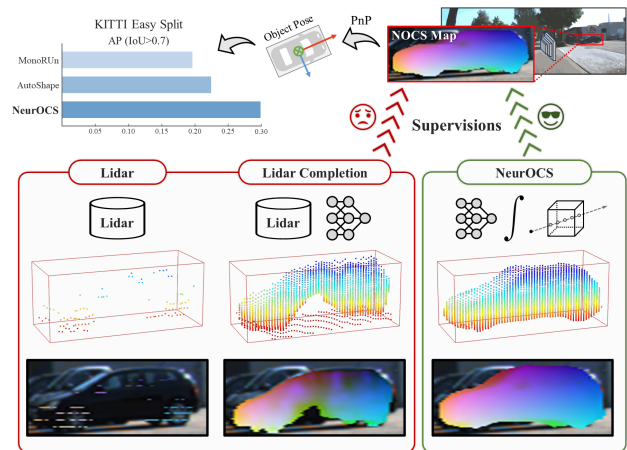 KITTI Easy Split
AP (IoU>0.7)
MonoRUn
AutoShape
NeurOCS
0.05 0.10 0.15 0.20 0.25 0.30
Object Pose
PnP
NOCS Map
Supervisions
Lidar
Lidar Completion
NeurOCS
Lidar
Lidar